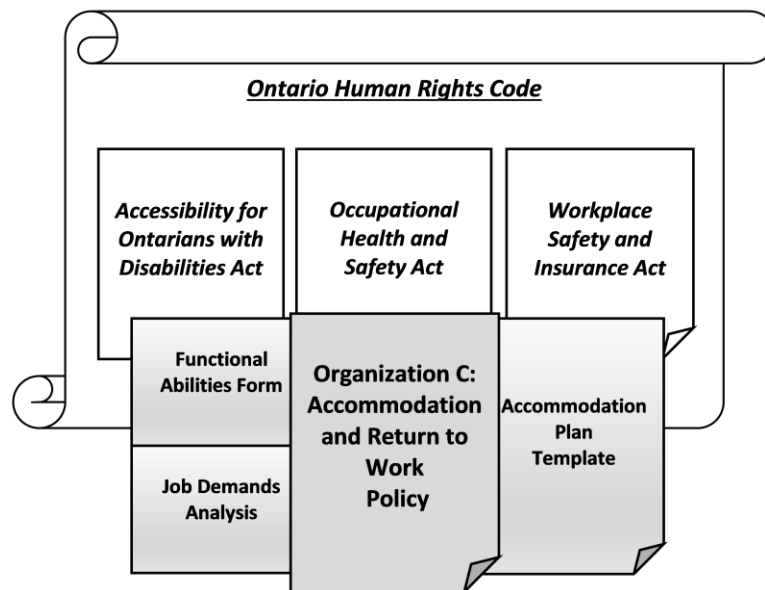 Ontario Human Rights Code
Accessibility for
Ontarians with
Disabilities Act
Occupational
Health and
Safety Act
Workplace
Safety and
Insurance Act
Functional
Abilities Form
Job Demands
Analysis
Organization C:
Accommodation
and Return to
Work
Policy
Accommodation
Plan
Template